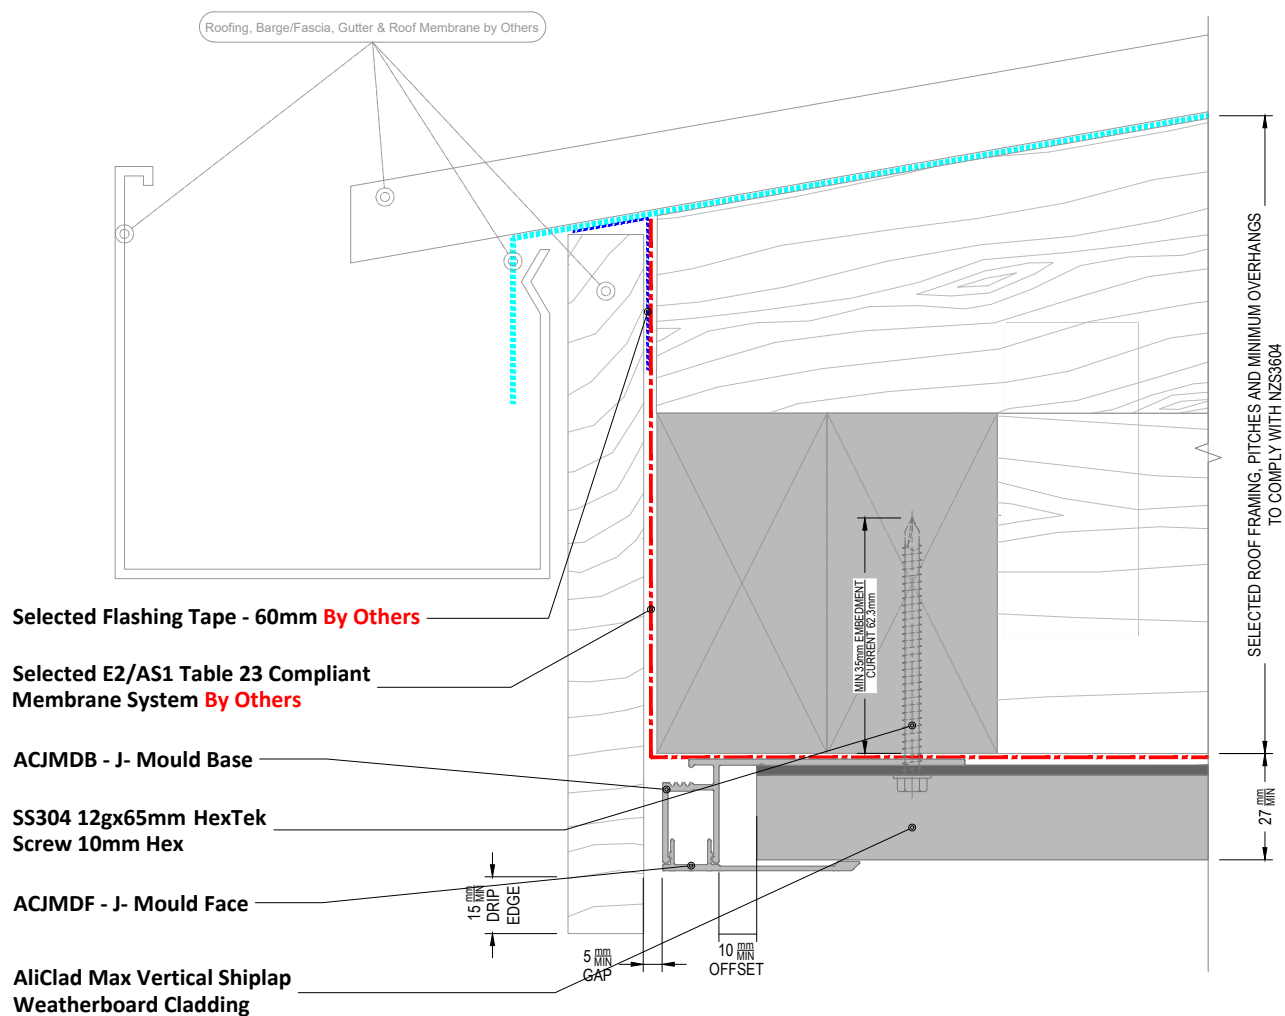 Roofing, Barge/Fascia, Gutter & Roof Membrane by Others
Selected Flashing Tape - 60mm By Others
Selected E2/AS1 Table 23 Compliant
Membrane System By Others
ACJMDB - J- Mould Base
SS304 12gx65mm HexTek
Screw 10mm Hex
ACJMDF - J- Mould Face
AliClad Max Vertical Shiplap
Weatherboard Cladding
15 mm MIN
DRIP
EDGE
5 mm MIN
GAP
10 mm MIN
OFFSET
MIN 35mm EMBEDMENT
CURRENT 62.3mm
SELECTED ROOF FRAMING, PITCHES AND MINIMUM OVERHANGS
TO COMPLY WITH NZS3604
27 mm MIN